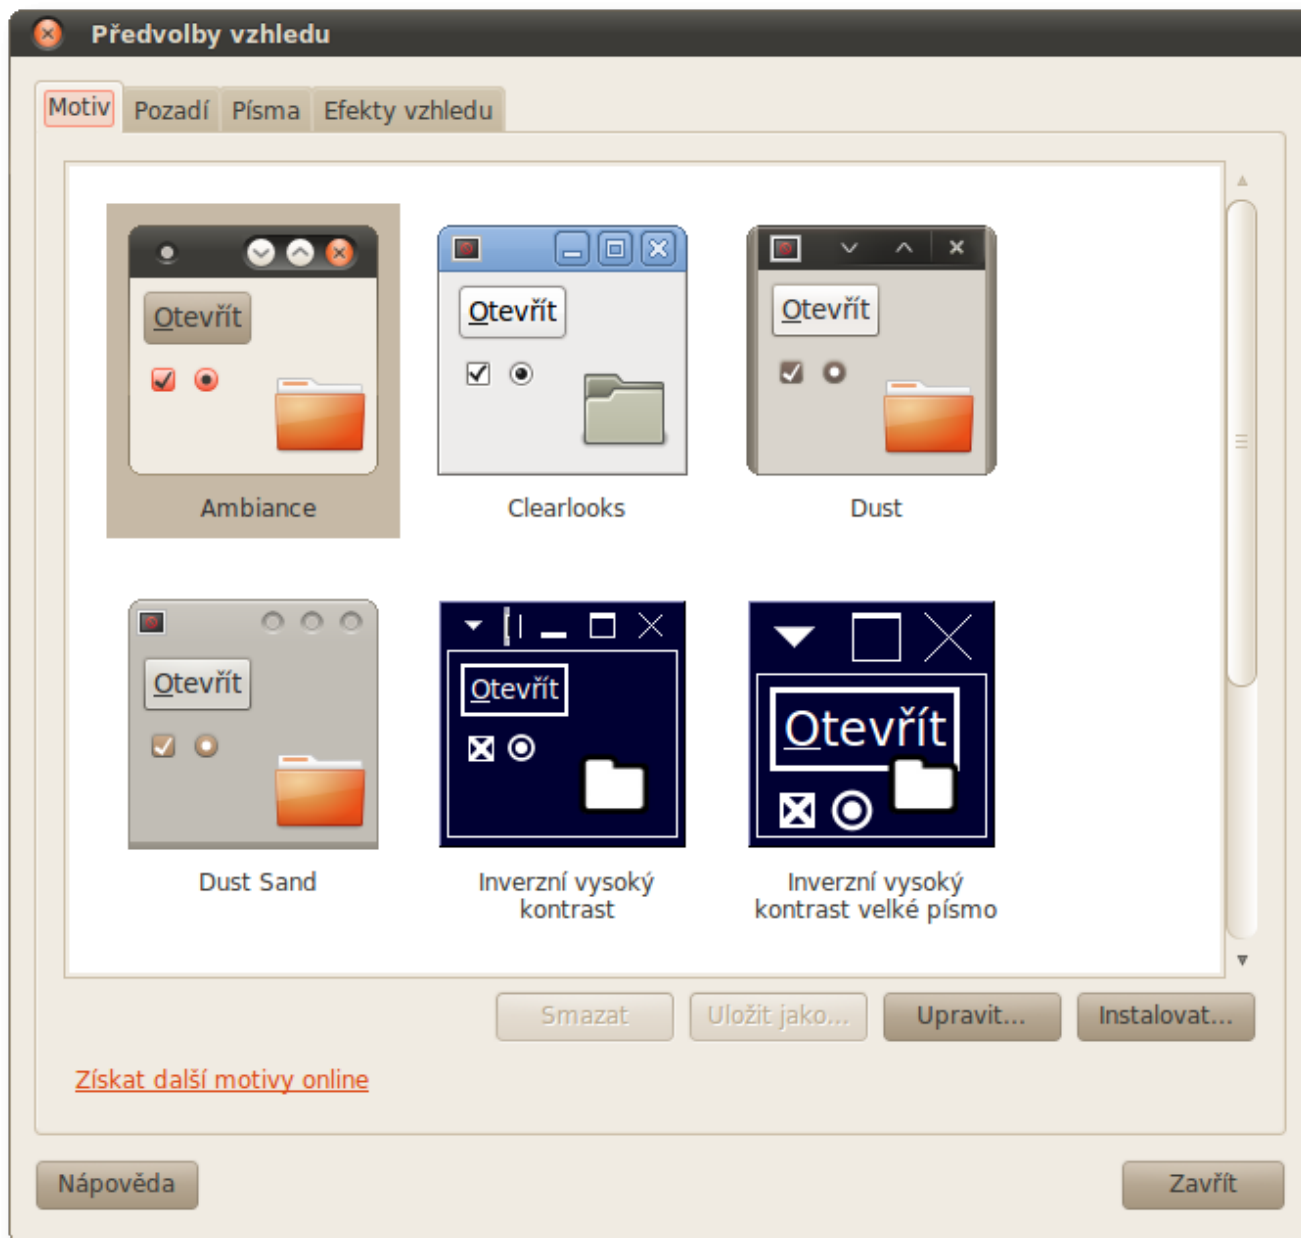 Předvolby vzhledu
Motiv Pozadí Písma Efekty vzhledu
Otevřít Otevřít Otevřít
Ambiance Clearlooks Dust
Otevřít Otevřít Otevřít
Dust Sand Inverzní vysoký kontrast Inverzní vysoký kontrast velké písmo
Smazat Uložit jako... Upravit... Instalovat...
Získat další motivy online
Nápověda Zavřít